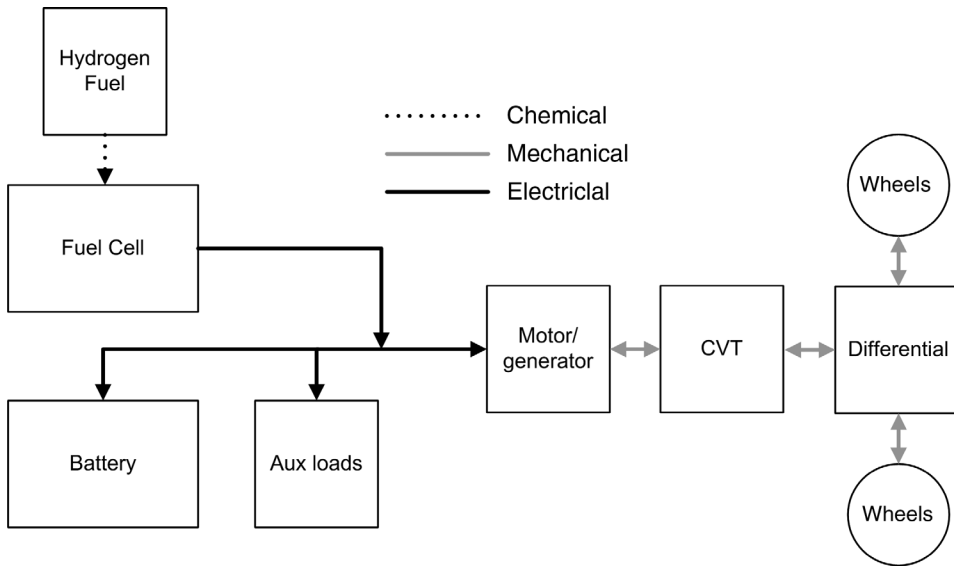 Hydrogen
Fuel
Chemical
Mechanical
Electriclal
Wheels
Fuel Cell
Motor/
generator
CVT
Differential
Battery
Aux loads
Wheels